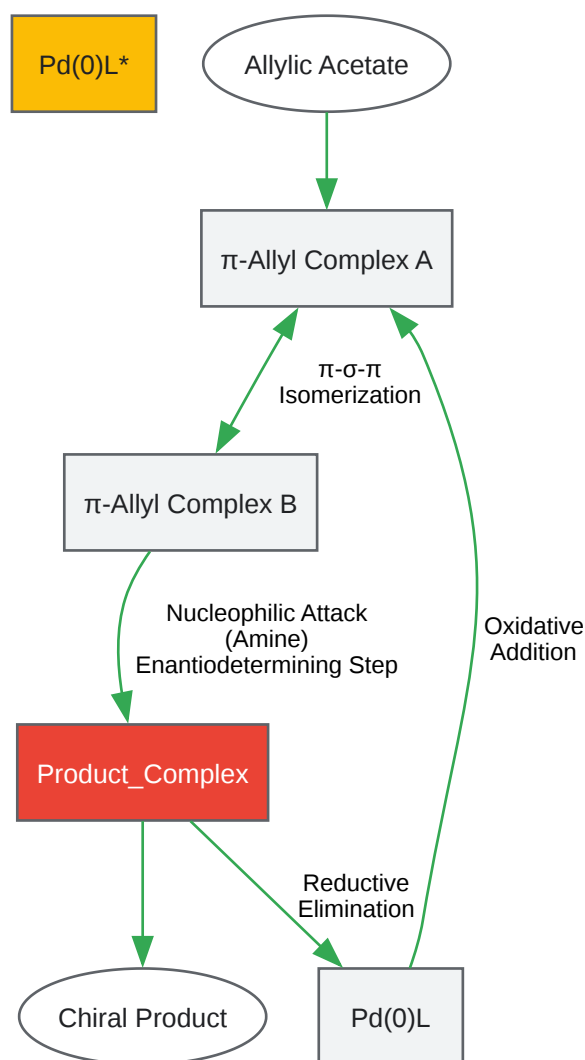 Pd(0)L*
Allylic Acetate
π-Allyl Complex A
π-σ-π
Isomerization
π-Allyl Complex B
Nucleophilic Attack
(Amine)
Enantiodetermining Step
Oxidative
Addition
Product_Complex
Reductive
Elimination
Chiral Product
Pd(0)L